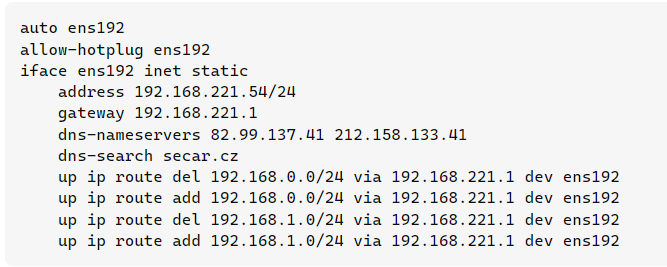 auto ens192
allow-hotplug ens192
iface ens192 inet static
    address 192.168.221.54/24
    gateway 192.168.221.1
    dns-nameservers 82.99.137.41 212.158.133.41
    dns-search secar.cz
    up ip route del 192.168.0.0/24 via 192.168.221.1 dev ens192
    up ip route add 192.168.0.0/24 via 192.168.221.1 dev ens192
    up ip route del 192.168.1.0/24 via 192.168.221.1 dev ens192
    up ip route add 192.168.1.0/24 via 192.168.221.1 dev ens192